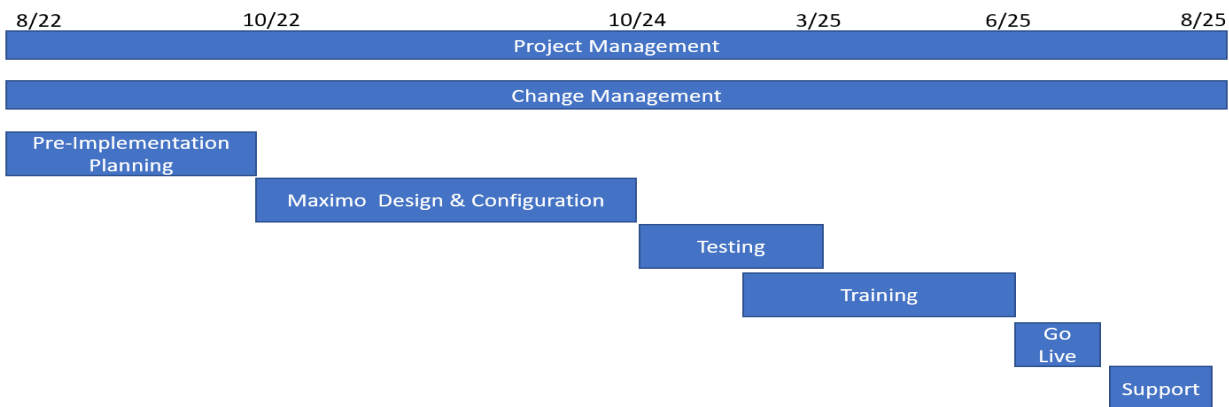 8/22 10/22 10/24 3/25 6/25 8/25
Project Management
Change Management
Pre-Implementation
Planning
Maximo Design & Configuration
Testing
Training
Go
Live
Support